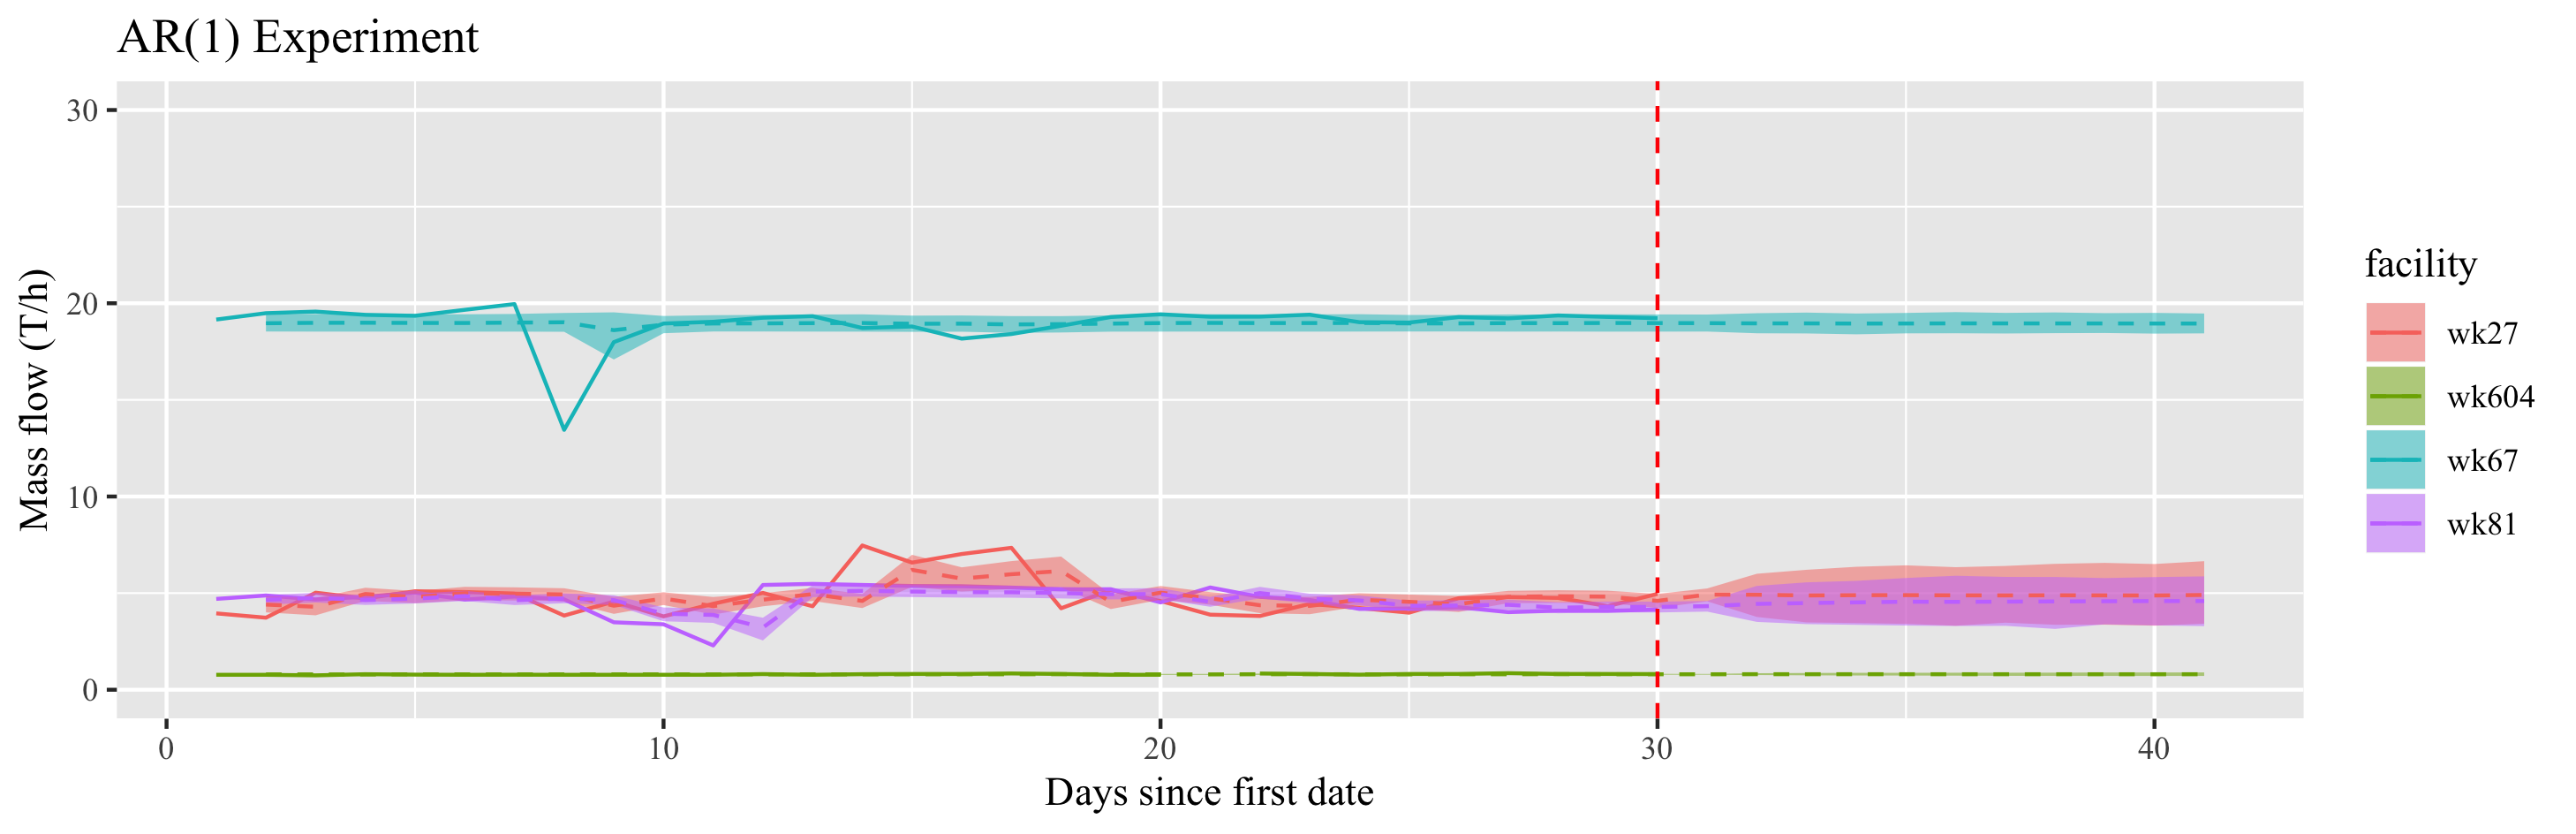 AR(1) Experiment
Mass flow (T/h)
30
20
10
0
0 10 20 30 40
Days since first date
facility
wk27
wk604
wk67
wk81